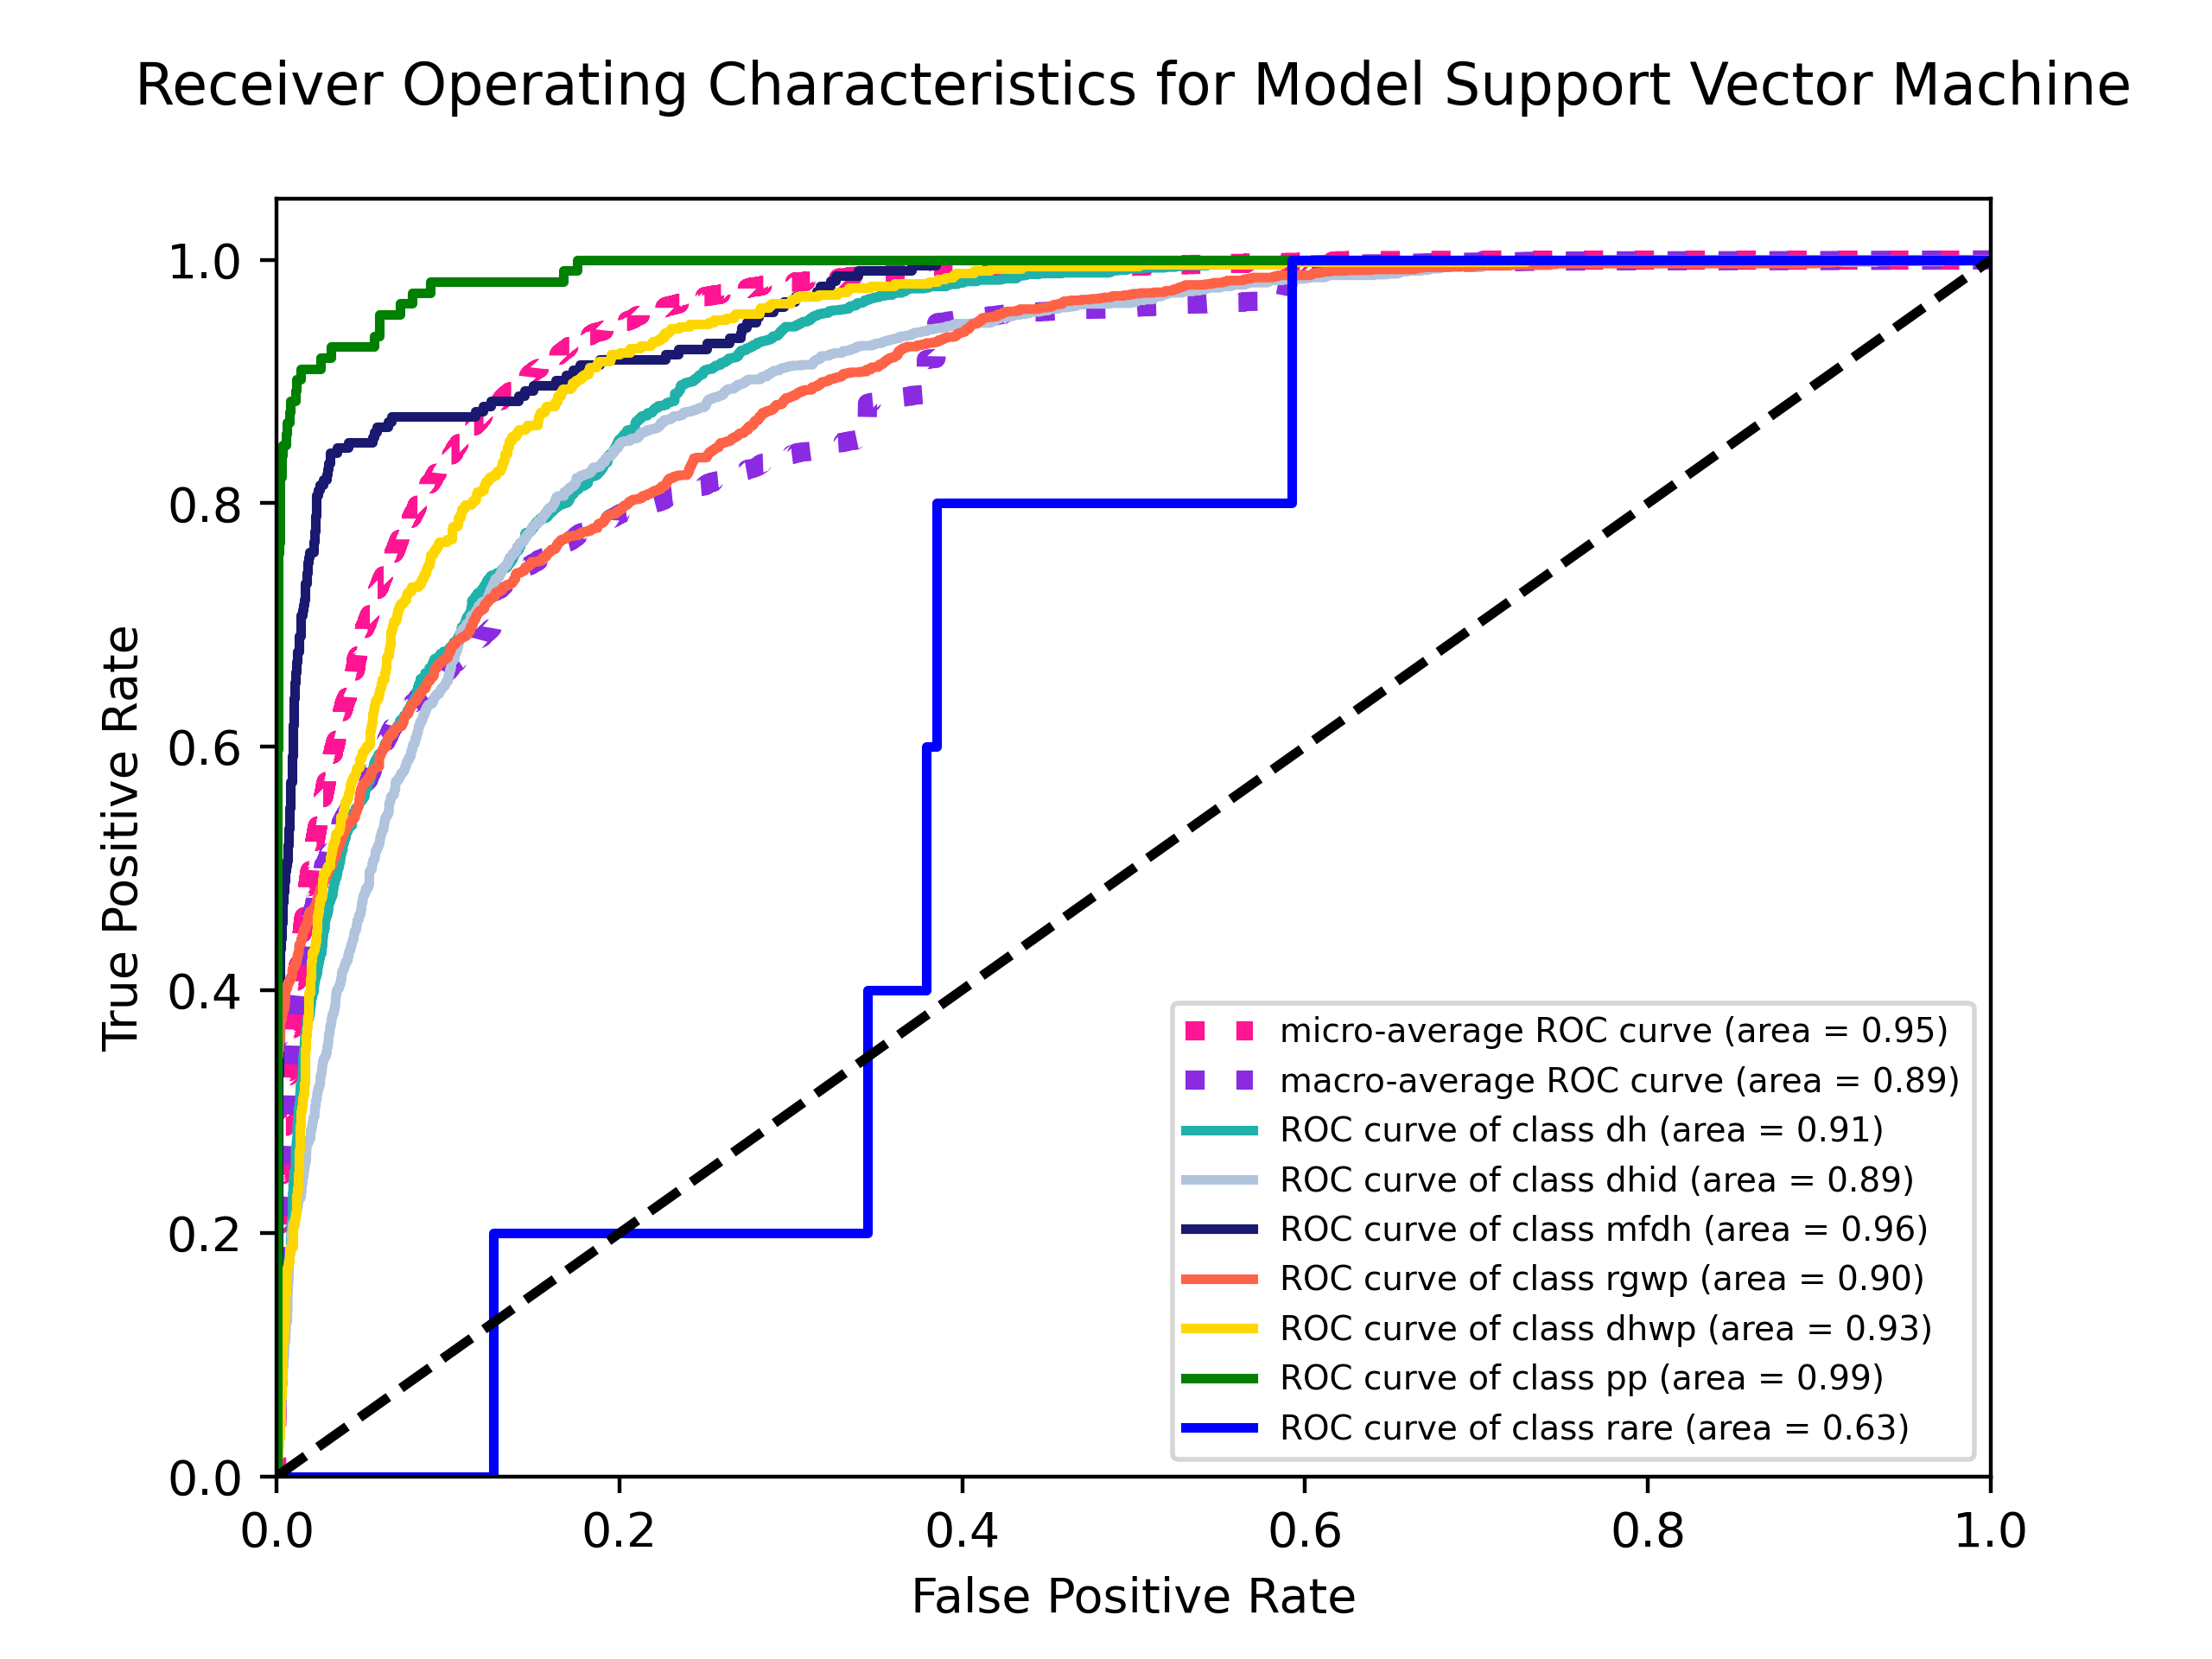 Receiver Operating Characteristics for Model Support Vector Machine
True Positive Rate
1.0
0.8
0.6
0.4
0.2
0.0
micro-average ROC curve (area = 0.95)
macro-average ROC curve (area = 0.89)
ROC curve of class dh (area = 0.91)
ROC curve of class dhid (area = 0.89)
ROC curve of class mfdh (area = 0.96)
ROC curve of class rgwp (area = 0.90)
ROC curve of class dhwp (area = 0.93)
ROC curve of class pp (area = 0.99)
ROC curve of class rare (area = 0.63)
0.0 0.2 0.4 0.6 0.8 1.0
False Positive Rate